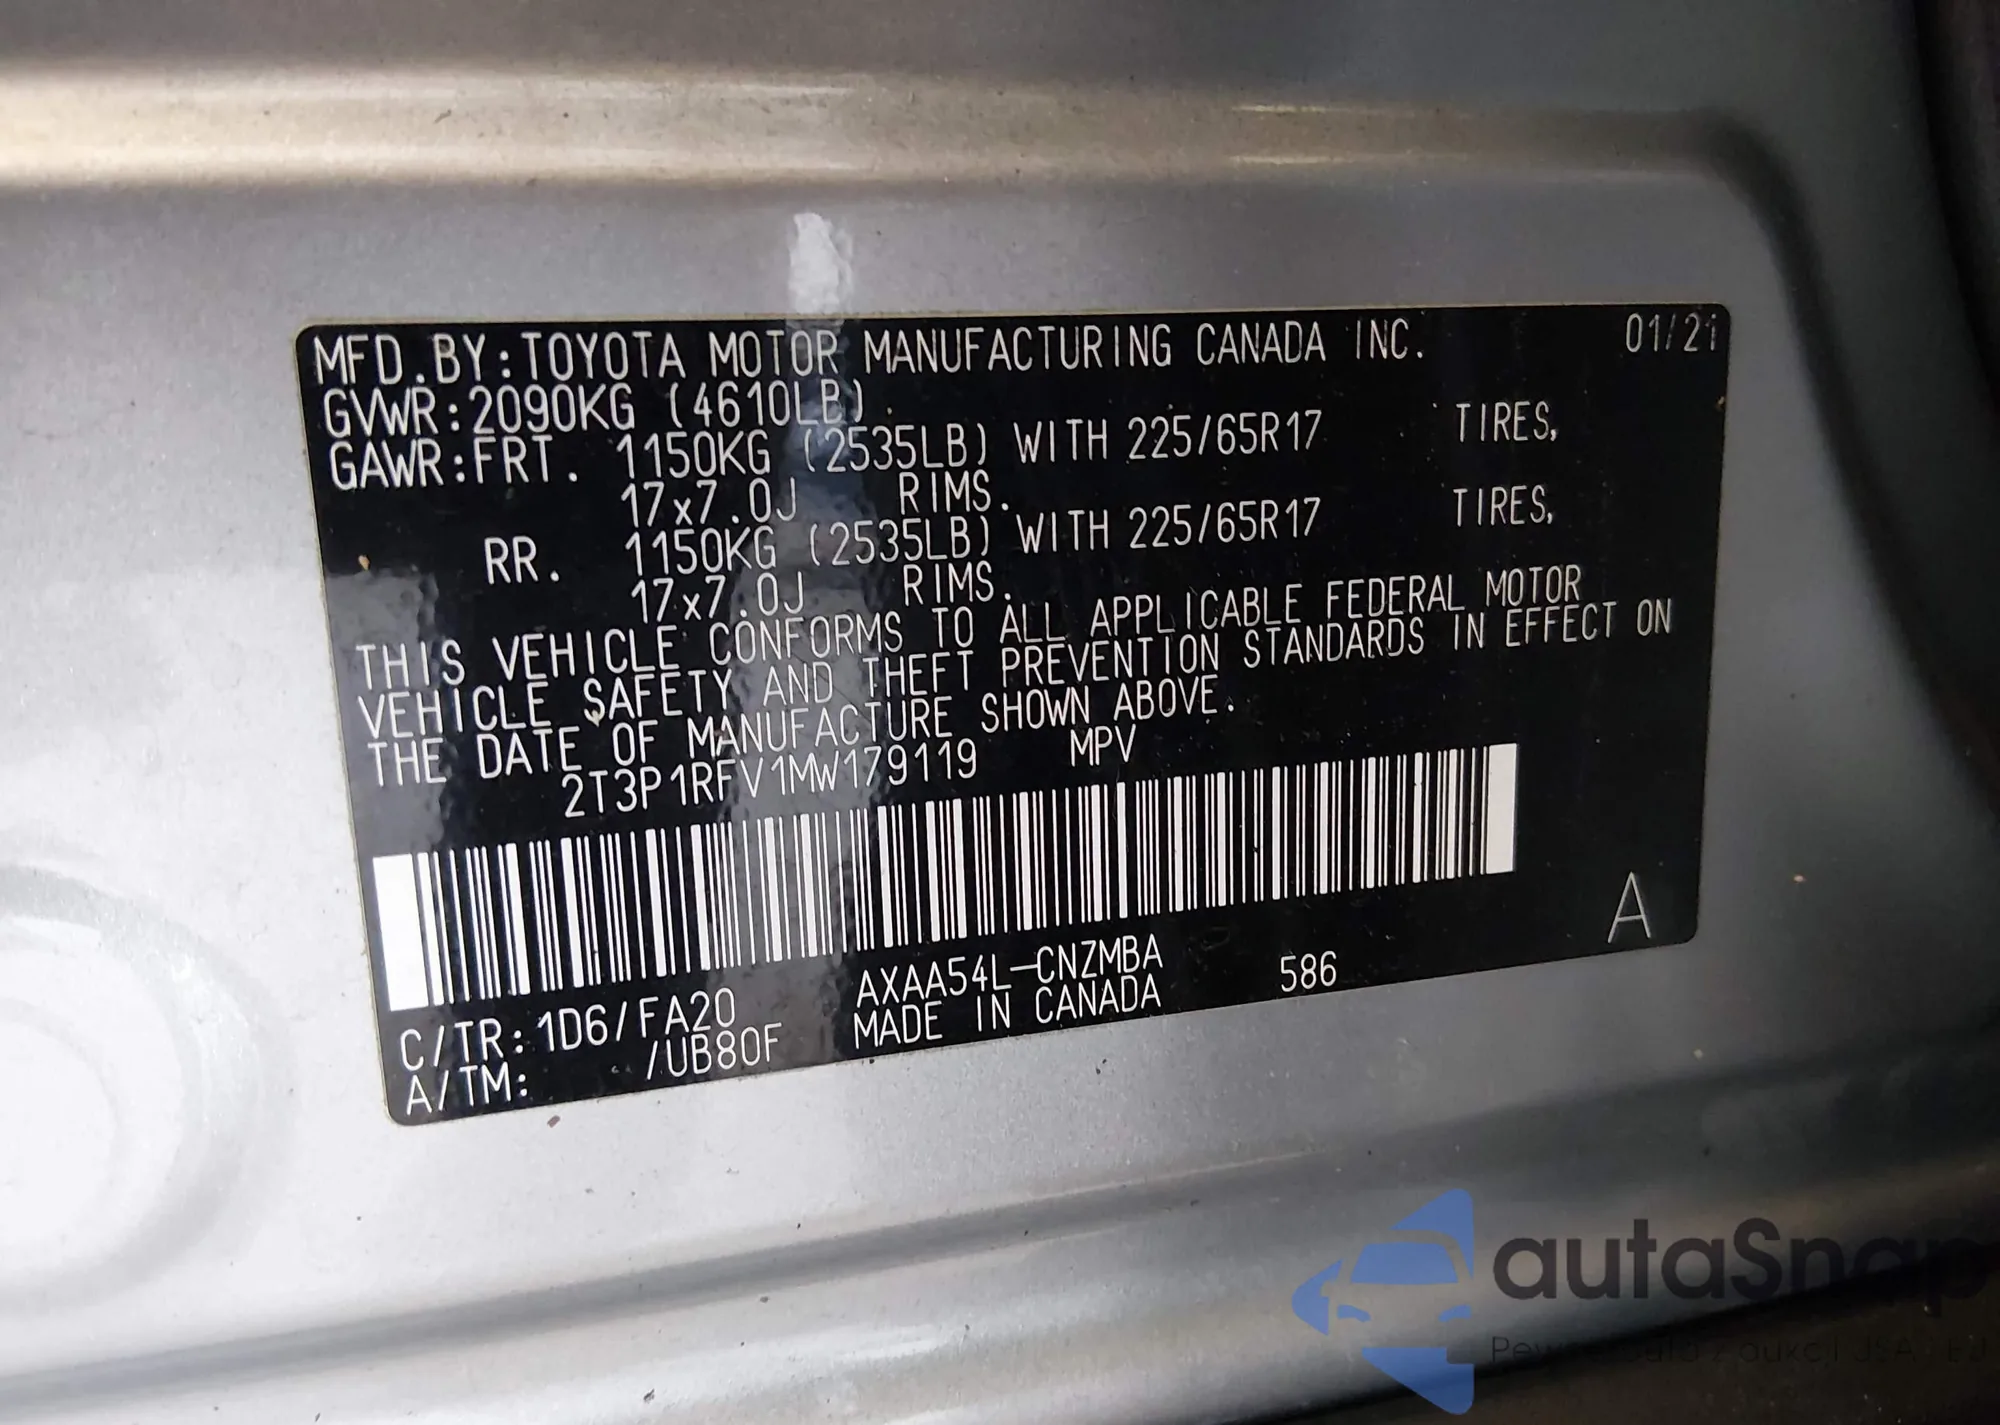 MFD.BY:TOYOTA MOTOR MANUFACTURING CANADA INC. 01/21
GVWR:2090KG (4610LB).
GAWR:FRT. 1150KG (2535LB) WITH 225/65R17 TIRES,
17x7.0J RIMS.
RR. 1150KG (2535LB) WITH 225/65R17 TIRES,
17x7.0J RIMS.
THIS VEHICLE CONFORMS TO ALL APPLICABLE FEDERAL MOTOR
VEHICLE SAFETY AND THEFT PREVENTION STANDARDS IN EFFECT ON
THE DATE OF MANUFACTURE SHOWN ABOVE.
2T3P1RFV1MW179119 MPV
A
C/TR:1D6/FA20 AXAA54L-CNZMBA 586
A/TM: /UB80F MADE IN CANADA
autaSnap
auto z aukcji